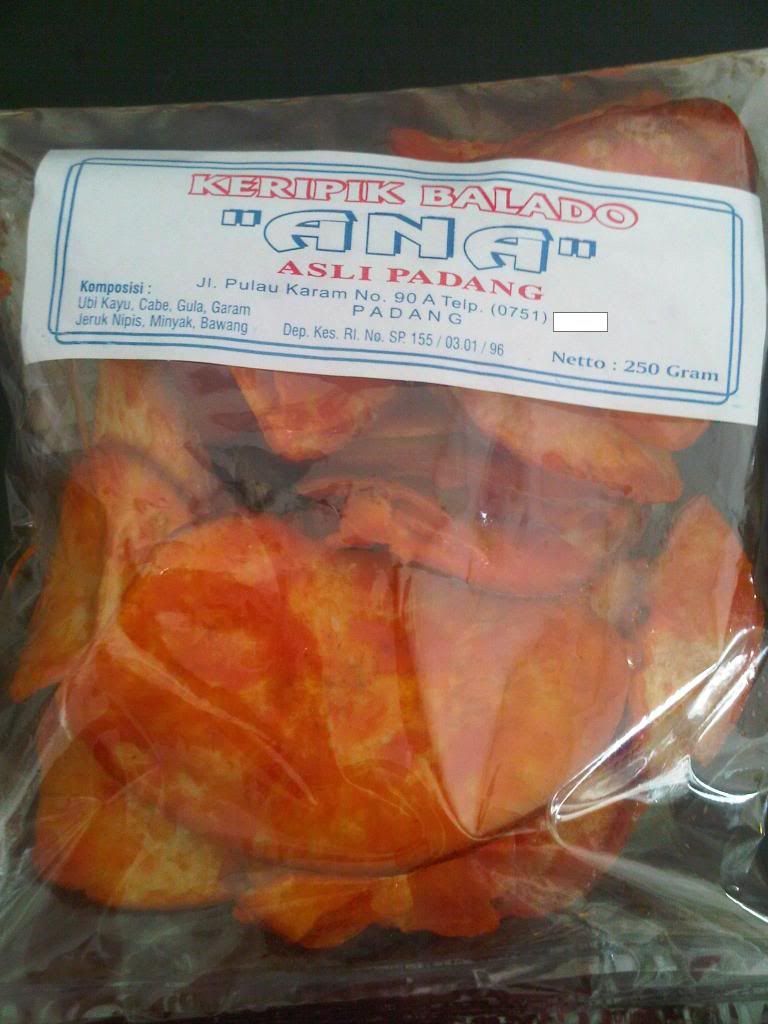 KERIPIK BALADO
"ANA"
ASLI PADANG
Jl. Pulau Karam No. 90 A Telp. (0751)
PADANG
Komposisi :
Ubi Kayu, Cabe, Gula, Garam
Jeruk Nipis, Minyak, Bawang
Dep. Kes. RI. No. SP. 155 / 03.01 / 96
Netto : 250 Gram